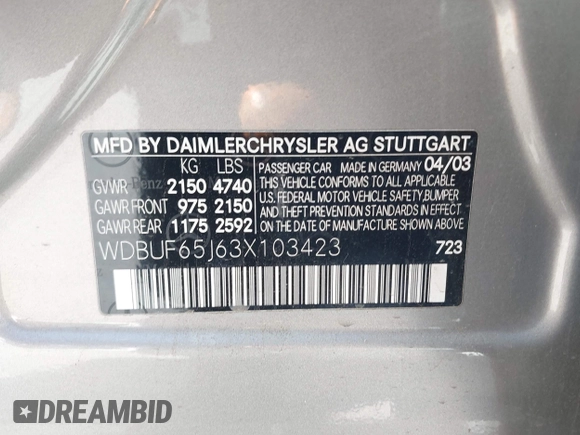 MFD BY DAIMLERCHRYSLER AG STUTTGART
KG LBS
GVWR 2150 4740
GAWR FRONT 975 2150
GAWR REAR 1175 2592
PASSENGER CAR MADE IN GERMANY 04/03
THIS VEHICLE CONFORMS TO ALL APPLICABLE
U.S. FEDERAL MOTOR VEHICLE SAFETY,BUMPER
AND THEFT PREVENTION STANDARDS IN EFFECT
ON THE DATE OF MANUFACTURE SHOWN ABOVE
WDBUF65J63X103423
723
DREAMBID